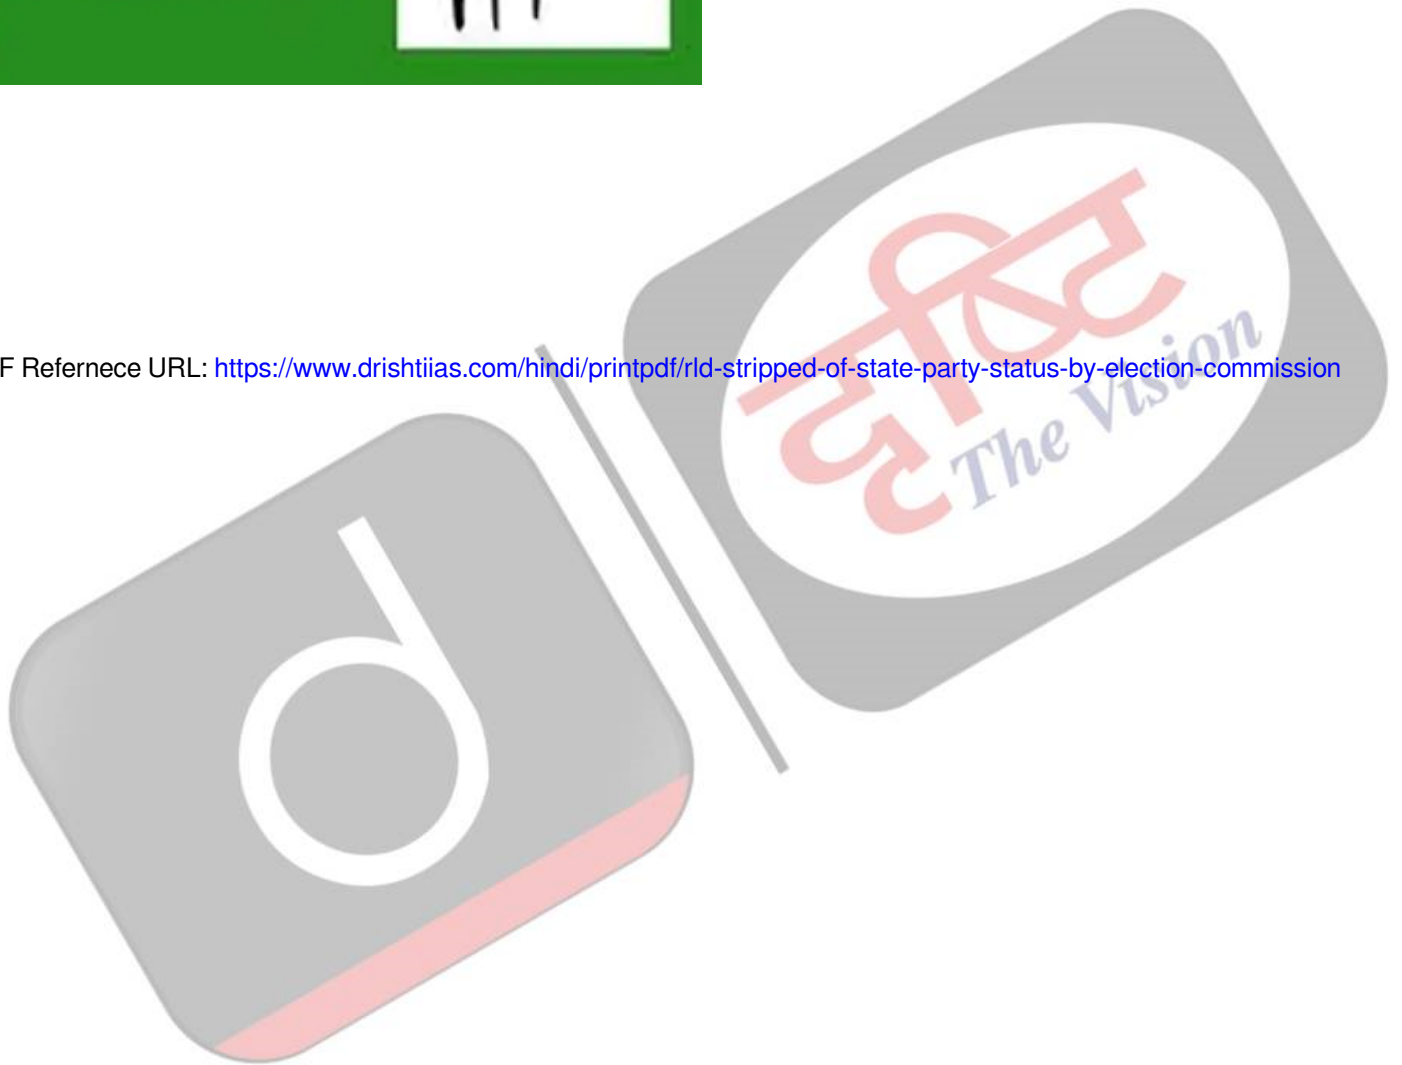 F Refernece URL: https://www.drishtiias.com/hindi/printpdf/rld-stripped-of-state-party-status-by-election-commission
दृष्टि
The Vision
d